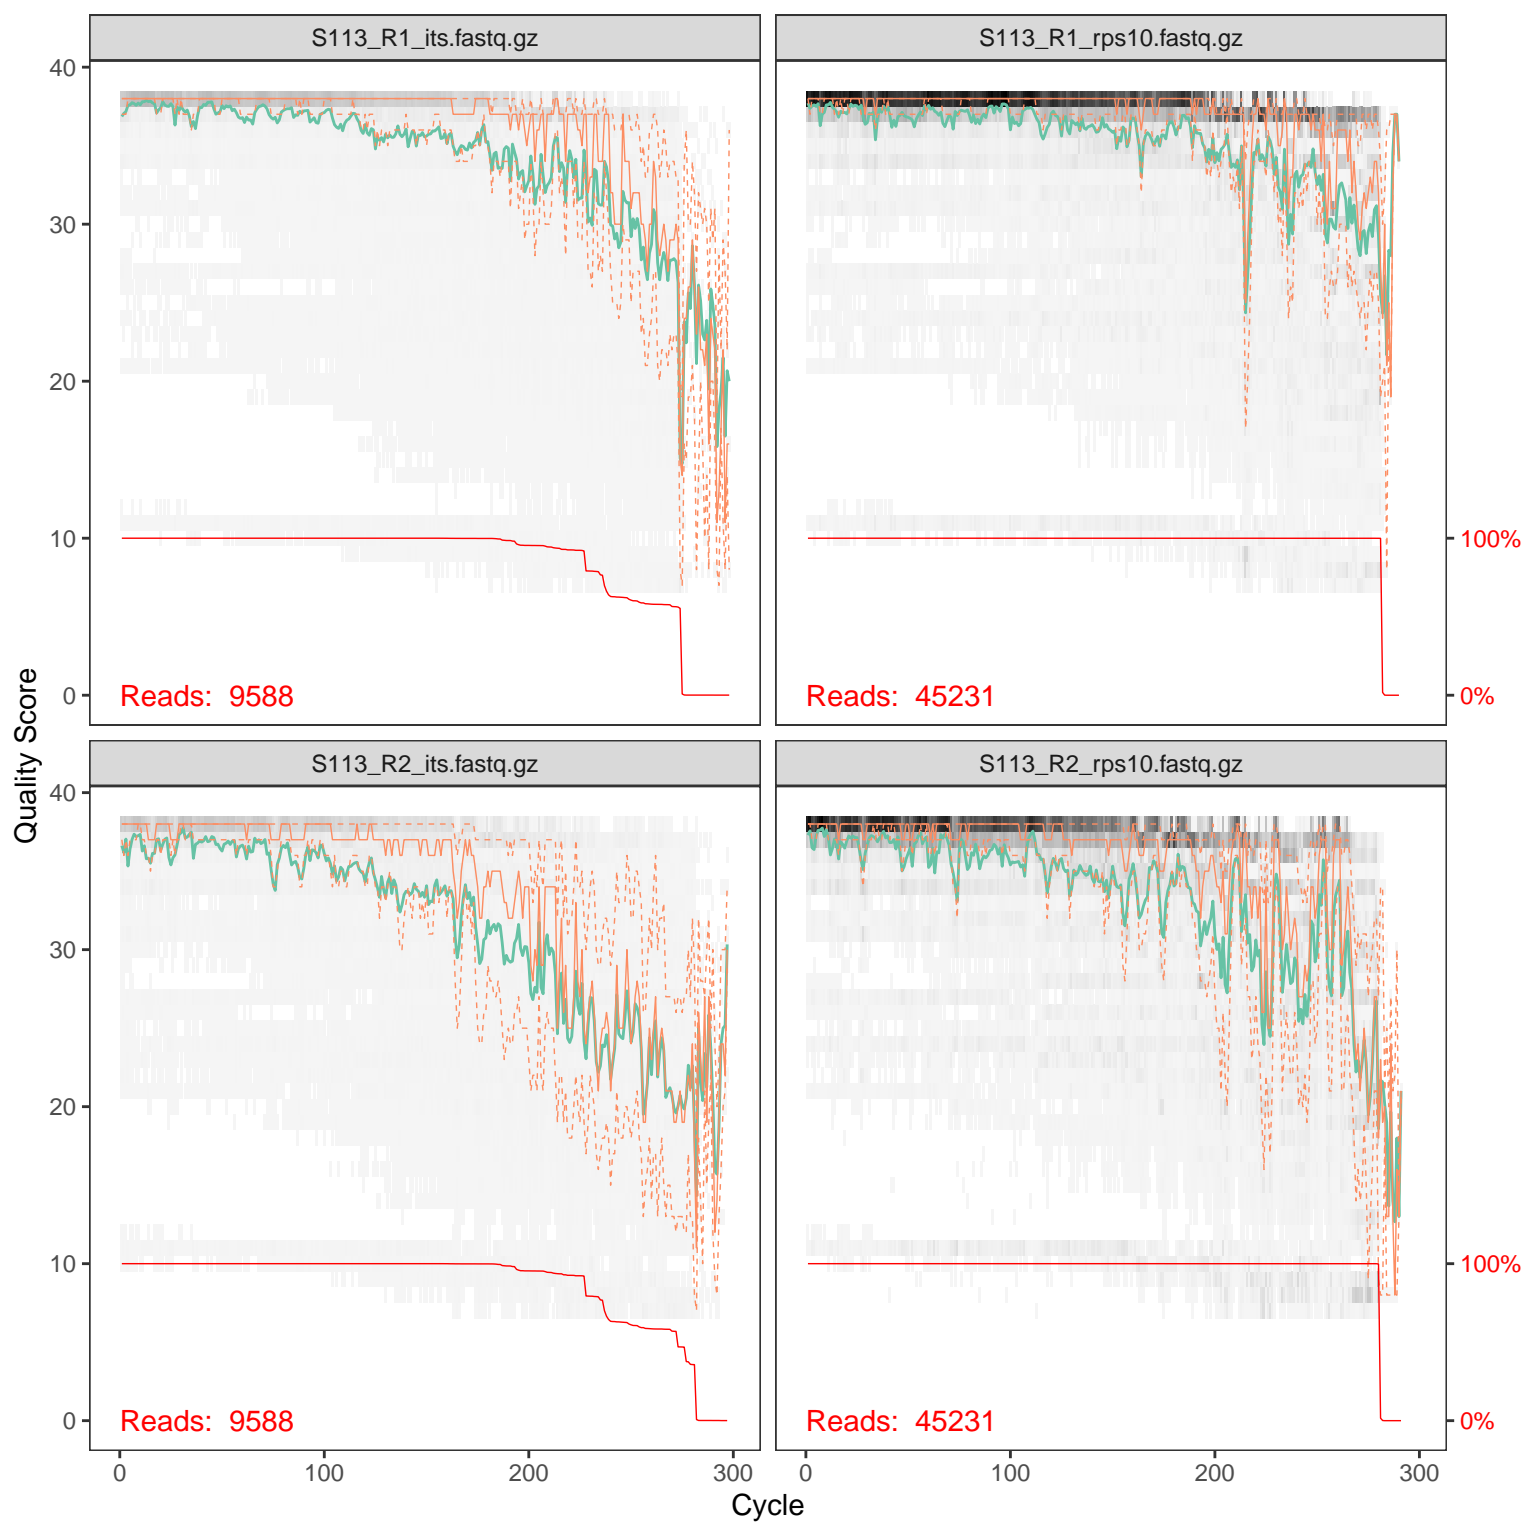 S113_R1_its.fastq.gz
S113_R1_rps10.fastq.gz
40
30
20
10
0
100%
0%
Reads: 9588
Reads: 45231
S113_R2_its.fastq.gz
S113_R2_rps10.fastq.gz
40
30
20
10
0
100%
0%
Reads: 9588
Reads: 45231
0
100
200
300
0
100
200
300
Quality Score
Cycle